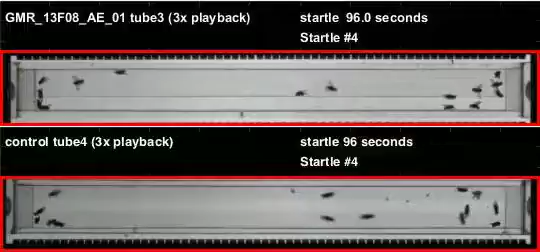 GMR_13F08_AE_01 tube3 (3x playback)
startle  96.0 seconds
Startle #4
control tube4 (3x playback)
startle 96 seconds
Startle #4